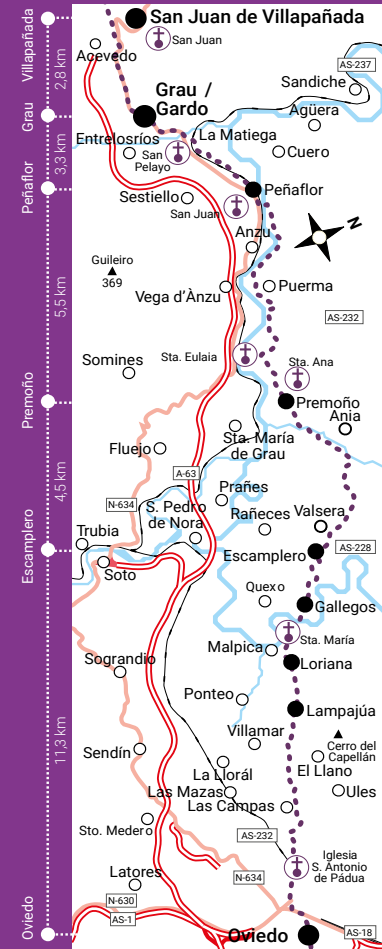 Villapañada
2,8 km
Grau
3,3 km
Peñaflor
5,5 km
Premoño
4,5 km
Escamplero
11,3 km
Oviedo
San Juan de Villapañada
San Juan
Acevedo
AS-237
Sandiche
Grau /
Gardo
Agüera
La Matiega
Entrelosríos
San
Pelayo
Cuero
Peñaflor
Sestiello
San Juan
N
Anzu
Guileiro
369
Vega d'Ànzu
Puerma
AS-232
Sta. Eulaia
Sta. Ana
Somines
Premoño
Ania
Sta. María
de Grau
Fluejo
A-63
Prañes
N-634
S. Pedro
de Nora
Rañeces
Valsera
Trubia
Escamplero
AS-228
Soto
Quexo
Gallegos
Sta. María
Malpica
Loriana
Sograndio
Ponteo
Lampajúa
Villamar
Cerro del
Capellán
Sendín
La Llorál
El Llano
Las Mazas
Ules
Las Campas
Sto. Medero
AS-232
Iglesia
S. Antonio
de Pádua
Latores
N-634
N-630
AS-1
Oviedo
AS-18